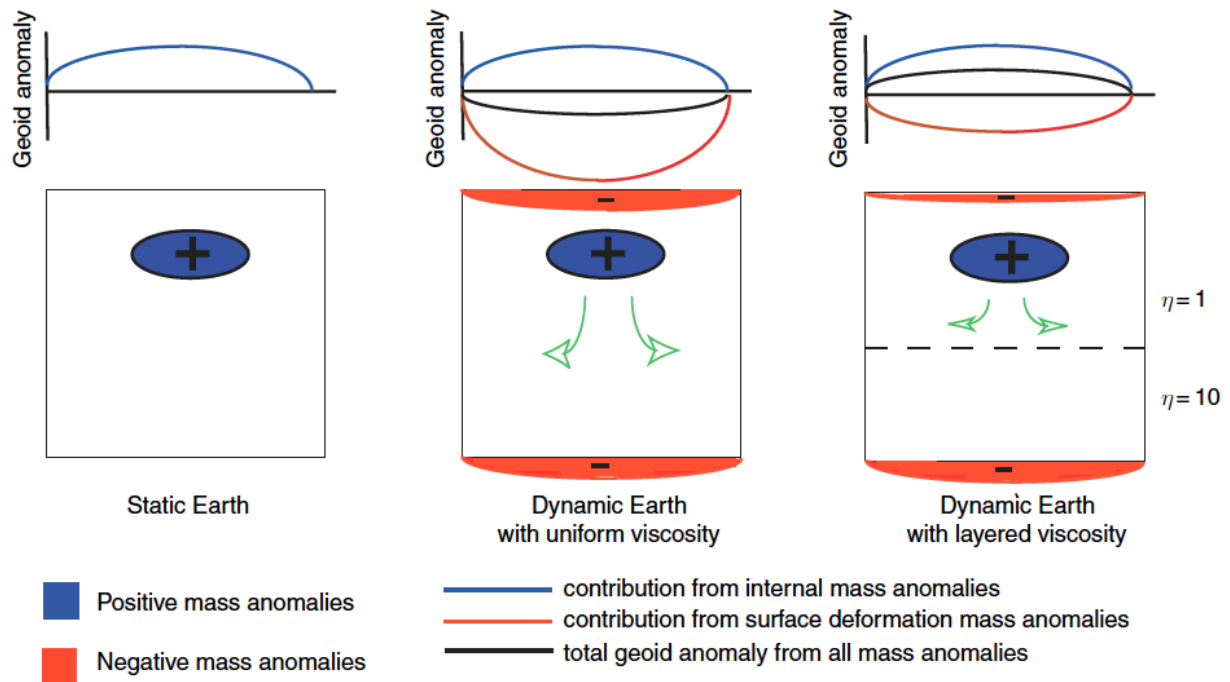 Geoid anomaly
Geoid anomaly
Geoid anomaly
-
-
+
+
+
η = 1
η = 10
-
-
Static Earth
Dynamic Earth
with uniform viscosity
Dynamic Earth
with layered viscosity
Positive mass anomalies
Negative mass anomalies
contribution from internal mass anomalies
contribution from surface deformation mass anomalies
total geoid anomaly from all mass anomalies